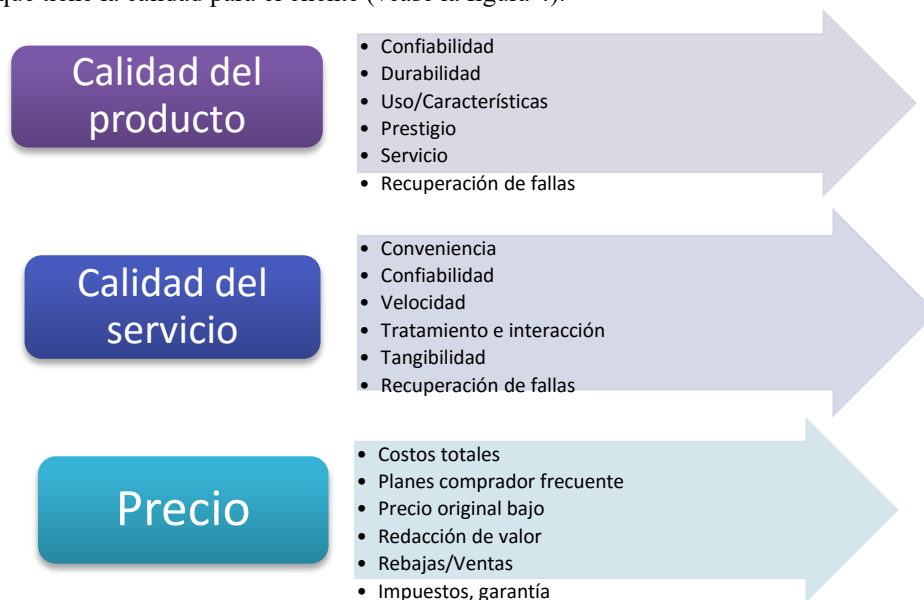 que tiene la calidad para el cliente (véase la figura 4).
Calidad del
producto
• Confiabilidad
• Durabilidad
• Uso/Características
• Prestigio
• Servicio
• Recuperación de fallas
Calidad del
servicio
• Conveniencia
• Confiabilidad
• Velocidad
• Tratamiento e interacción
• Tangibilidad
• Recuperación de fallas
Precio
• Costos totales
• Planes comprador frecuente
• Precio original bajo
• Redacción de valor
• Rebajas/Ventas
• Impuestos, garantía